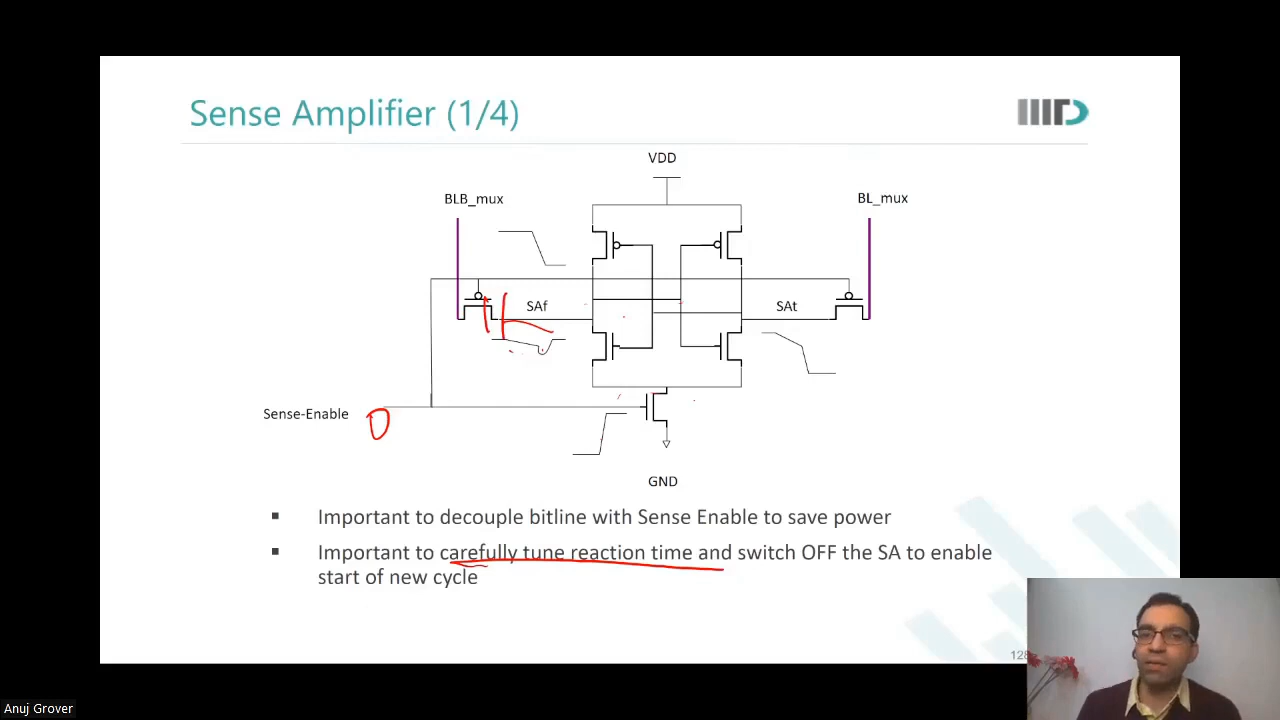 Sense Amplifier (1/4)
IIITD
VDD
BLB_mux
BL_mux
SAf
SAt
Sense-Enable
0
GND
▪ Important to decouple bitline with Sense Enable to save power
▪ Important to carefully tune reaction time and switch OFF the SA to enable
start of new cycle
128
Anuj Grover